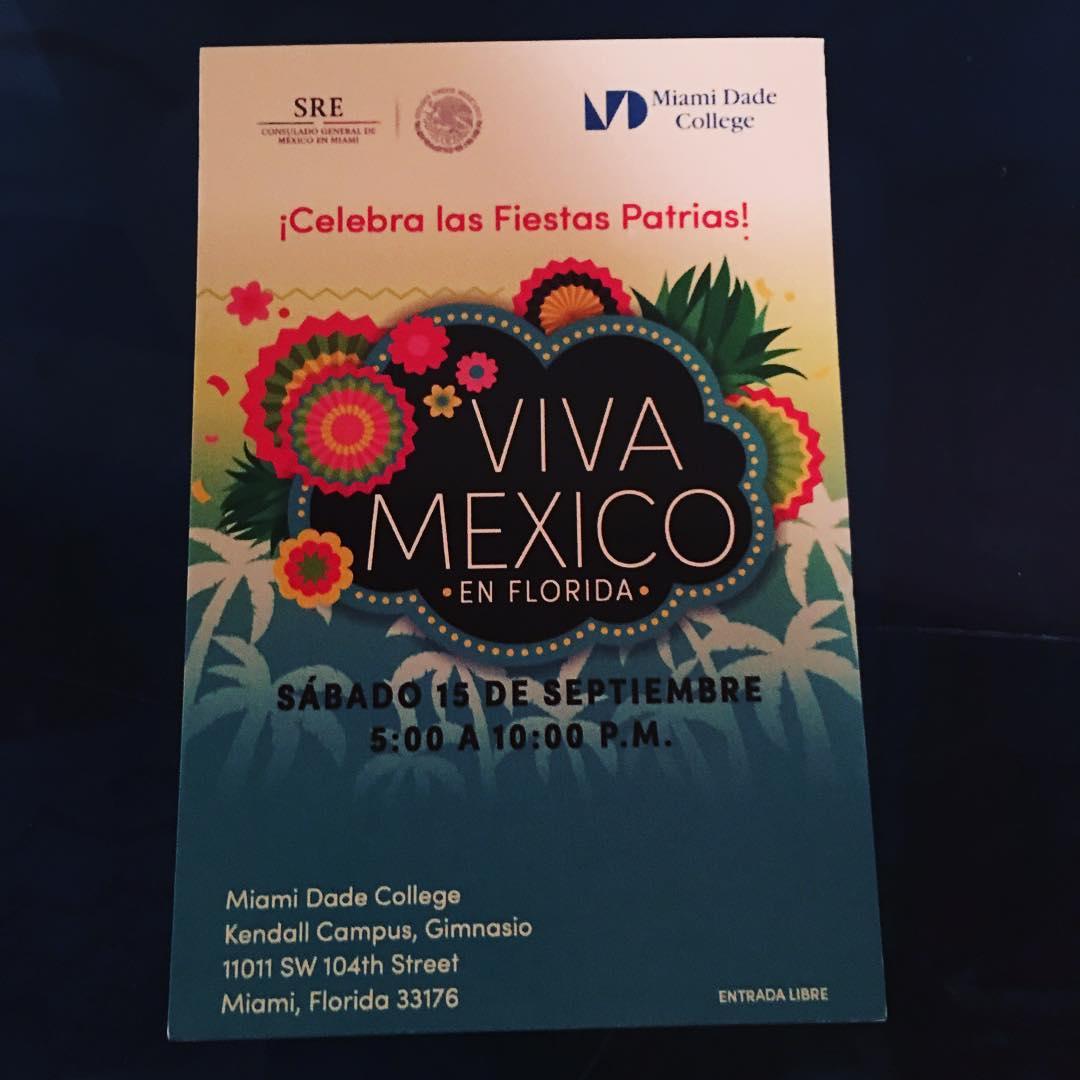 SRE
CONSULADO GENERAL DE
MÉXICO EN MIAMI
MD
Miami Dade
College
¡Celebra las Fiestas Patrias!
VIVA
MEXICO
•EN FLORIDA•
SÁBADO 15 DE SEPTIEMBRE
5:00 A 10:00 P.M.
Miami Dade College
Kendall Campus, Gimnasio
11011 SW 104th Street
Miami, Florida 33176
ENTRADA LIBRE